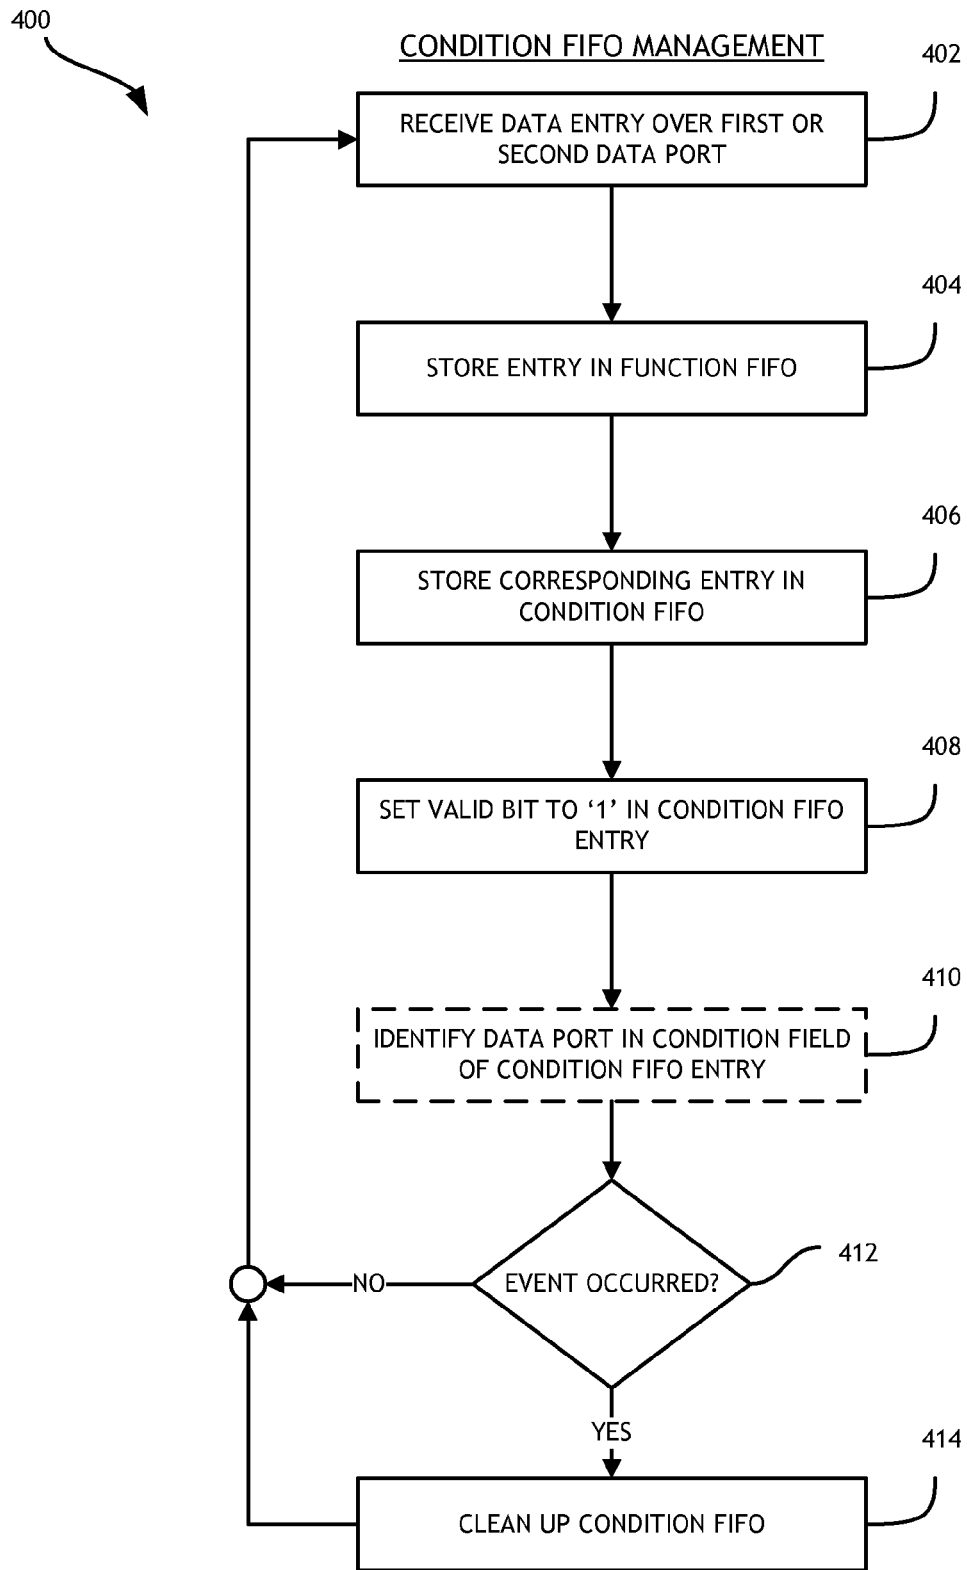 400
CONDITION FIFO MANAGEMENT
402
RECEIVE DATA ENTRY OVER FIRST OR
SECOND DATA PORT
404
STORE ENTRY IN FUNCTION FIFO
406
STORE CORRESPONDING ENTRY IN
CONDITION FIFO
408
SET VALID BIT TO ‘1’ IN CONDITION FIFO
ENTRY
410
IDENTIFY DATA PORT IN CONDITION FIELD
OF CONDITION FIFO ENTRY
412
NO
EVENT OCCURRED?
YES
414
CLEAN UP CONDITION FIFO